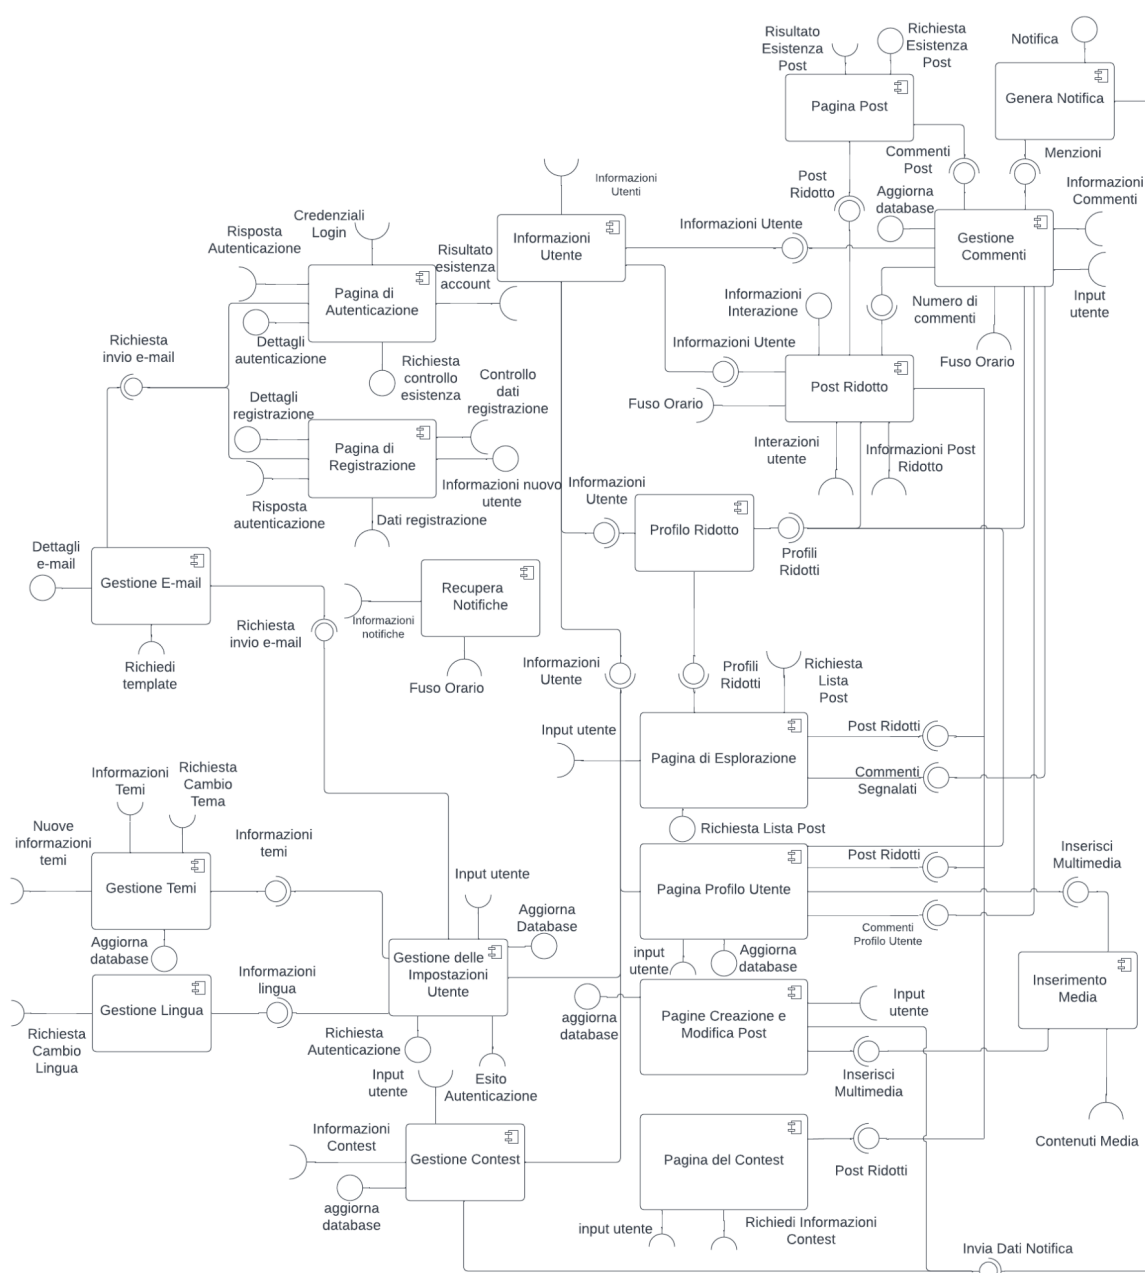 Risultato
Esistenza
Post
Richiesta
Esistenza
Post
Notifica
Pagina Post
Genera Notifica
Commenti
Post
Menzioni
Post
Ridotto
Aggiorna
database
Informazioni
Commenti
Informazioni
Utenti
Credenziali
Login
Risposta
Autenticazione
Risultato
esistenza
account
Informazioni
Utente
Informazioni Utente
Gestione
Commenti
Pagina di
Autenticazione
Informazioni
Interazione
Numero di
commenti
Input
utente
Richiesta
invio e-mail
Dettagli
autenticazione
Richiesta
controllo
esistenza
Informazioni Utente
Fuso Orario
Controllo
dati
registrazione
Post Ridotto
Fuso Orario
Dettagli
registrazione
Pagina di
Registrazione
Interazioni
utente
Informazioni Post
Ridotto
Informazioni nuovo
utente
Informazioni
Utente
Risposta
autenticazione
Dati registrazione
Profilo Ridotto
Profili
Ridotti
Dettagli
e-mail
Gestione E-mail
Recupera
Notifiche
Informazioni
notifiche
Richiesta
invio e-mail
Richiedi
template
Fuso Orario
Informazioni
Utente
Profili
Ridotti
Richiesta
Lista
Post
Input utente
Post Ridotti
Pagina di Esplorazione
Commenti
Segnalati
Richiesta Lista Post
Informazioni
Temi
Richiesta
Cambio
Tema
Nuove
informazioni
temi
Informazioni
temi
Gestione Temi
Post Ridotti
Inserisci
Multimedia
Input utente
Pagina Profilo Utente
Aggiorna
Database
Commenti
Profilo Utente
Aggiorna
database
Gestione delle
Impostazioni
Utente
input
utente
Aggiorna
database
Informazioni
lingua
Gestione Lingua
Richiesta
Cambio
Lingua
Richiesta
Autenticazione
Esito
Autenticazione
aggiorna
database
Pagine Creazione e
Modifica Post
Input
utente
Inserimento
Media
Inserisci
Multimedia
Input
utente
Informazioni
Contest
Gestione Contest
aggiorna
database
Pagina del Contest
Post Ridotti
Contenuti Media
input utente
Richiedi Informazioni
Contest
Invia Dati Notifica